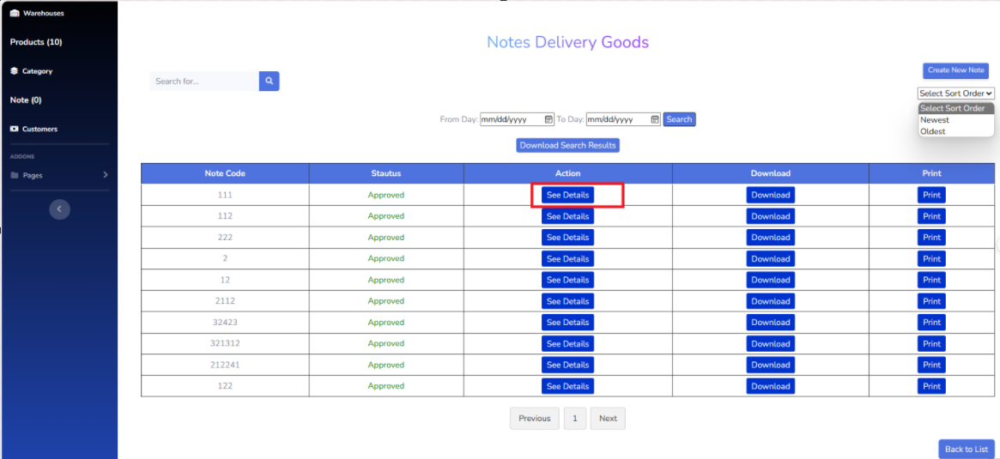 Warehouses
Products (10)
Category
Note (0)
Customers
ADDONS
Pages
Notes Delivery Goods
Search for...
Create New Note
Select Sort Order
Select Sort Order
Newest
Oldest
From Day: mm/dd/yyyy To Day: mm/dd/yyyy Search
Download Search Results
Note Code Stautus Action Download Print
111 Approved See Details Download Print
112 Approved See Details Download Print
222 Approved See Details Download Print
2 Approved See Details Download Print
12 Approved See Details Download Print
2112 Approved See Details Download Print
32423 Approved See Details Download Print
321312 Approved See Details Download Print
212241 Approved See Details Download Print
122 Approved See Details Download Print
Previous 1 Next
Back to List